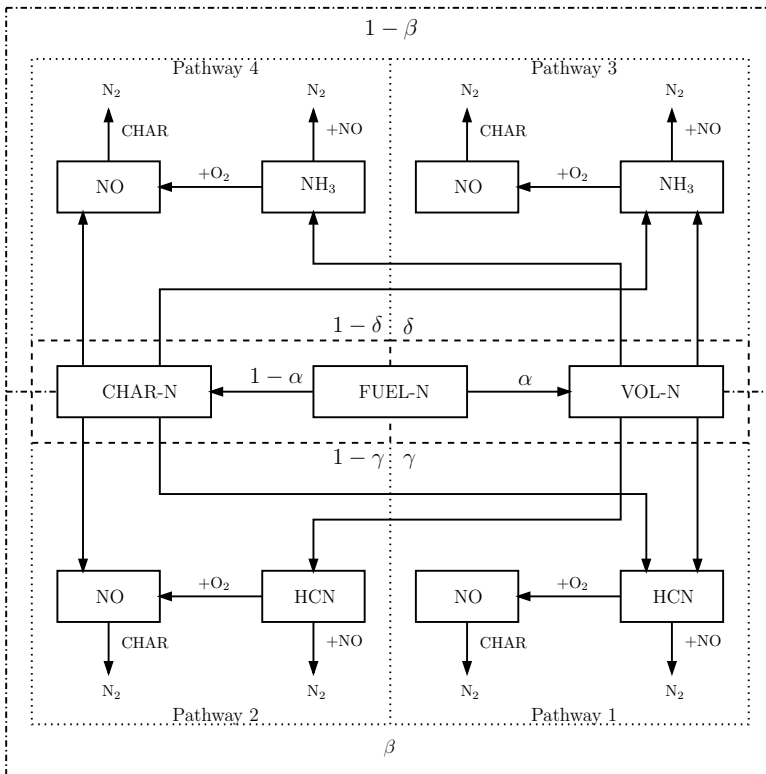 1 − β
Pathway 4
Pathway 3
N₂
N₂
N₂
N₂
CHAR
+NO
CHAR
+NO
NO
+O₂
NH₃
NO
+O₂
NH₃
1 − δ
δ
CHAR-N
1 − α
FUEL-N
α
VOL-N
1 − γ
γ
NO
+O₂
HCN
NO
+O₂
HCN
CHAR
+NO
CHAR
+NO
N₂
N₂
N₂
N₂
Pathway 2
Pathway 1
β